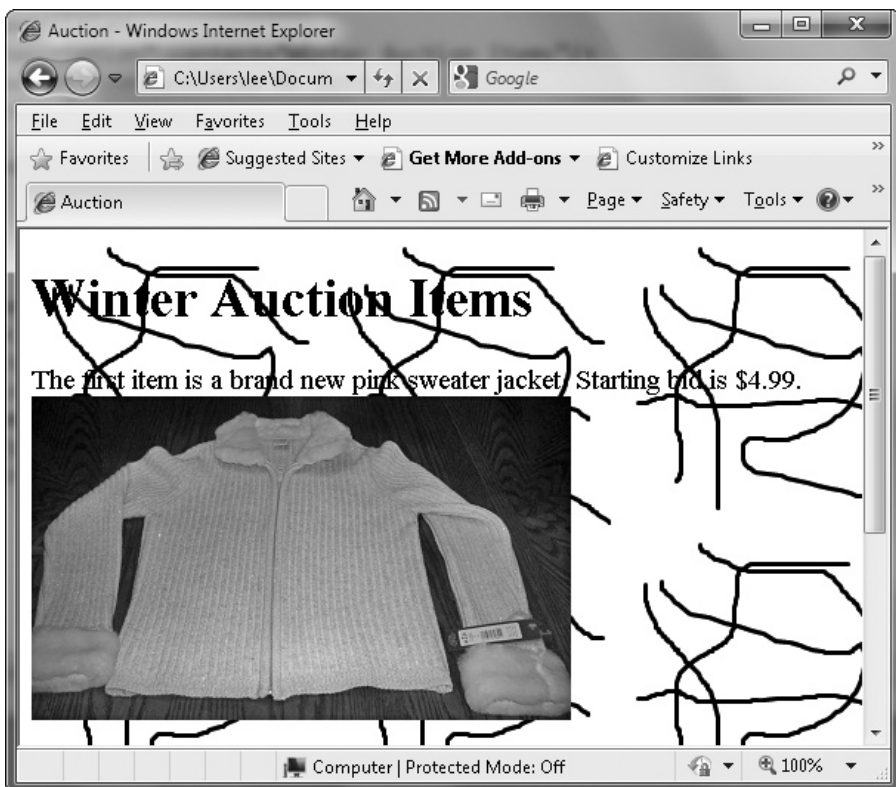 Auction - Windows Internet Explorer
C:\Users\lee\Docum
Google
File Edit View Favorites Tools Help
Favorites Suggested Sites Get More Add-ons Customize Links
Auction Page Safety Tools
Winter Auction Items
The first item is a brand new pink sweater jacket. Starting bid is $4.99.
Computer | Protected Mode: Off 100%